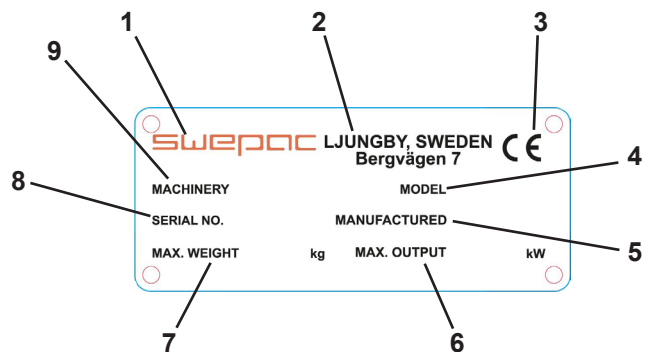 1 2 3
9
swepac LJUNGBY, SWEDEN CE
Bergvägen 7
4
MACHINERY MODEL
8
SERIAL NO. MANUFACTURED
5
MAX. WEIGHT kg MAX. OUTPUT kW
7 6